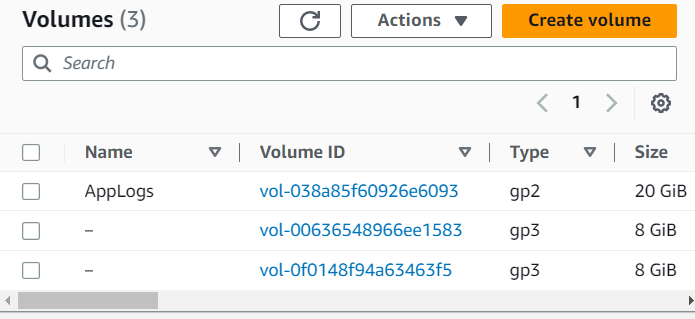 Volumes (3) Actions Create volume
Search
1
Name Volume ID Type Size
AppLogs vol-038a85f60926e6093 gp2 20 GiB
– vol-00636548966ee1583 gp3 8 GiB
– vol-0f0148f94a63463f5 gp3 8 GiB